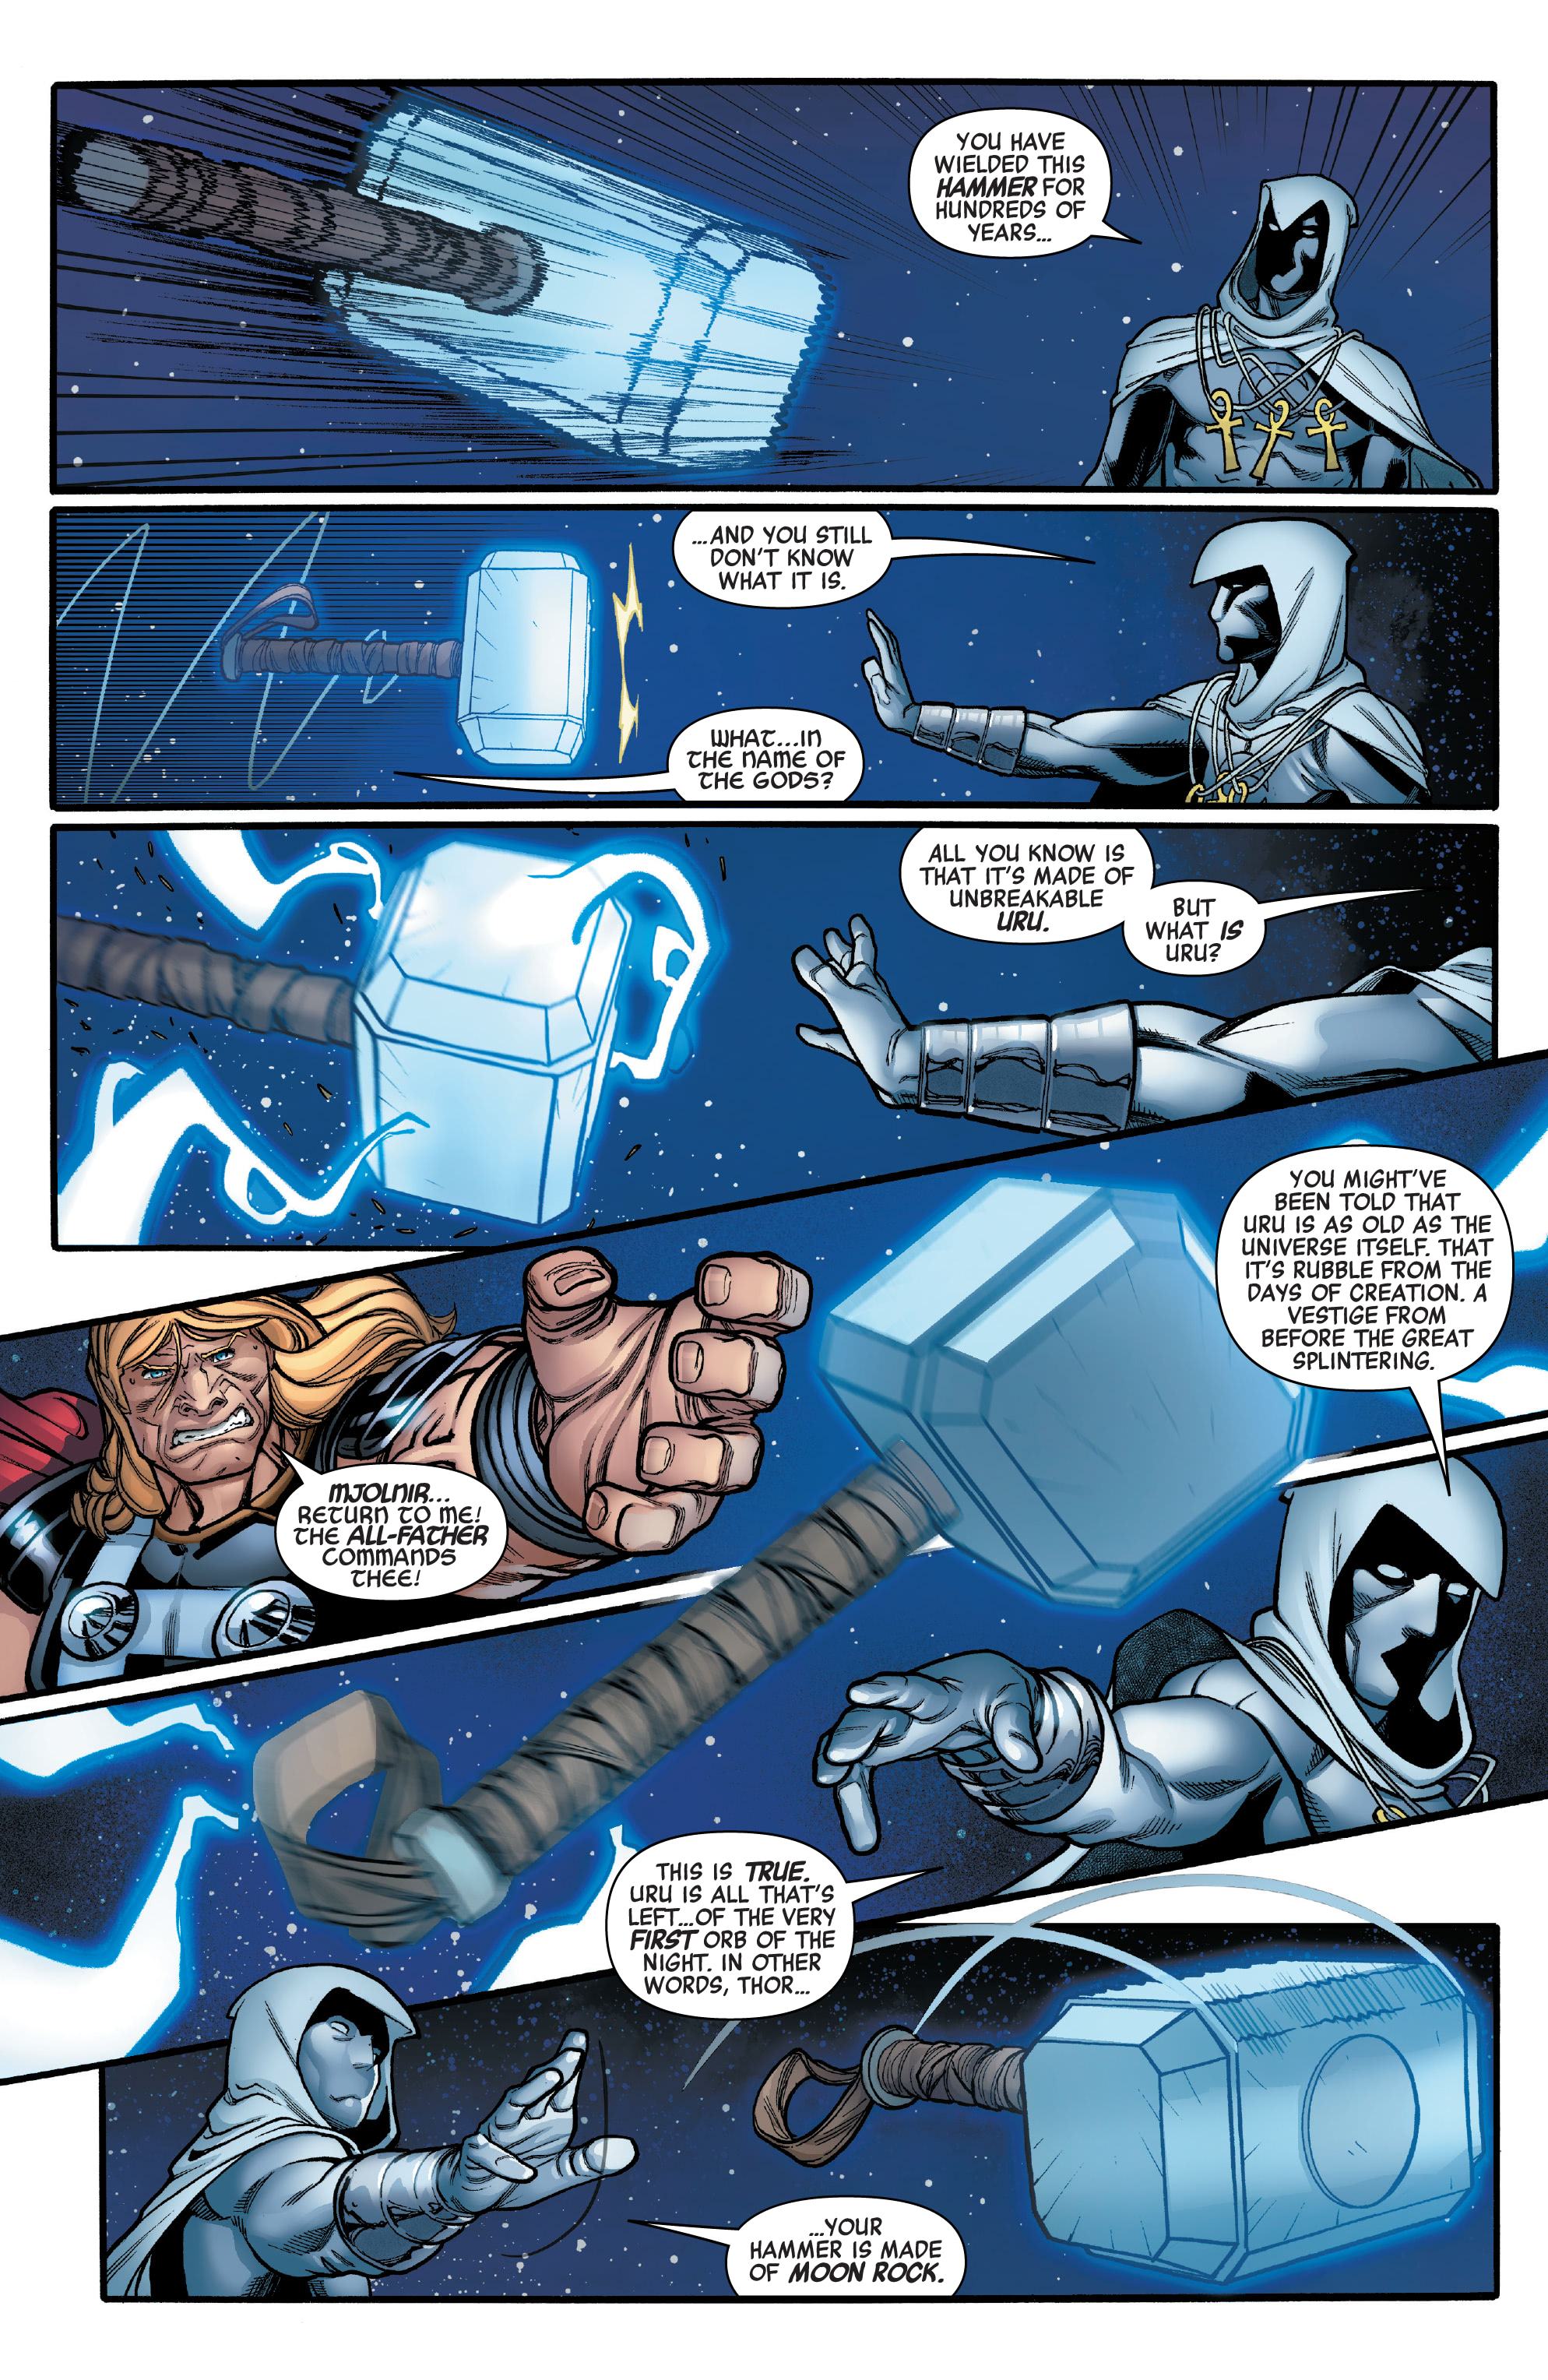 YOU HAVE
WIELDED THIS
HAMMER FOR
HUNDREDS OF
YEARS...
...AND YOU STILL
DON'T KNOW
WHAT IT IS.
WHAT...IN
THE NAME OF
THE GODS?
ALL YOU KNOW IS
THAT IT'S MADE OF
UNBREAKABLE
URU.
BUT
WHAT IS
URU?
MJOLNIR...
RETURN TO ME!
THE ALL-FATHER
COMMANDS
THEE!
YOU MIGHT'VE
BEEN TOLD THAT
URU IS AS OLD AS THE
UNIVERSE ITSELF. THAT
IT'S RUBBLE FROM THE
DAYS OF CREATION. A
VESTIGE FROM
BEFORE THE GREAT
SPLINTERING.
THIS IS TRUE.
URU IS ALL THAT'S
LEFT...OF THE VERY
FIRST ORB OF THE
NIGHT. IN OTHER
WORDS, THOR...
...YOUR
HAMMER IS MADE
OF MOON ROCK.